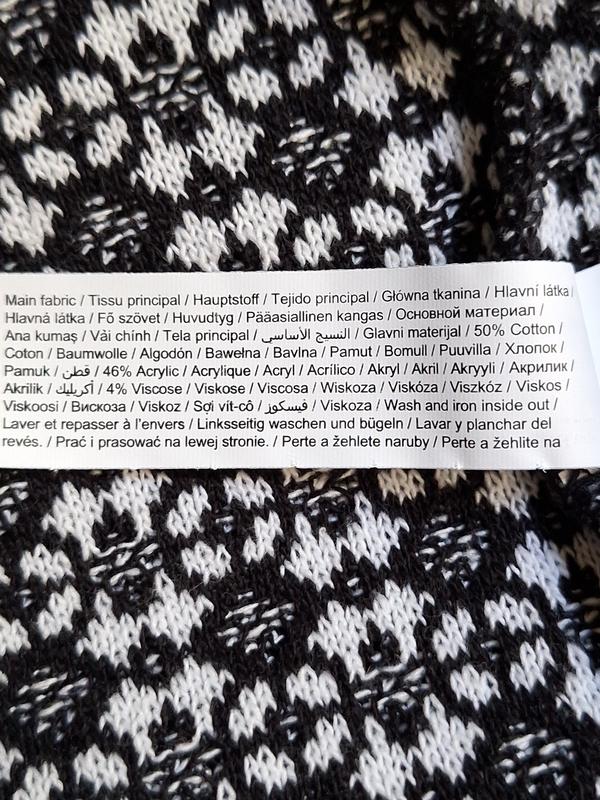 Main fabric / Tissu principal / Hauptstoff / Tejido principal / Główna tkanina / Hlavní látka /
Hlavná látka / Fő szövet / Huvudtyg / Pääasiallinen kangas / Основной материал /
Ana kumaş / Vải chính / Tela principal / النسيج الأساسي / Glavni materijal / 50% Cotton /
Coton / Baumwolle / Algodón / Bawełna / Bavlna / Pamut / Bomull / Puuvilla / Хлопок /
Pamuk / قطن / 46% Acrylic / Acrylique / Acryl / Acrílico / Akryl / Akril / Akryyli / Акрилик /
Akrilik / أكريليك / 4% Viscose / Viskose / Viscosa / Wiskoza / Viskóza / Viszkóz / Viskos /
Viskoosi / Вискоза / Viskoz / Sợi vít-cô / فيسكوز / Viskoza / Wash and iron inside out /
Laver et repasser à l'envers / Linksseitig waschen und bügeln / Lavar y planchar del
revés. / Prać i prasować na lewej stronie. / Perte a žehlete naruby / Perte a žehlite na